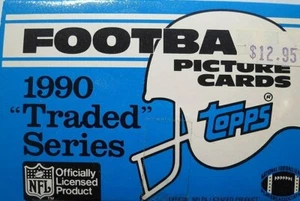 FOOTBA
$12.95
PICTURE
CARDS
1990
"Traded"
Series
topps®
NFL
Officially
Licensed
Product